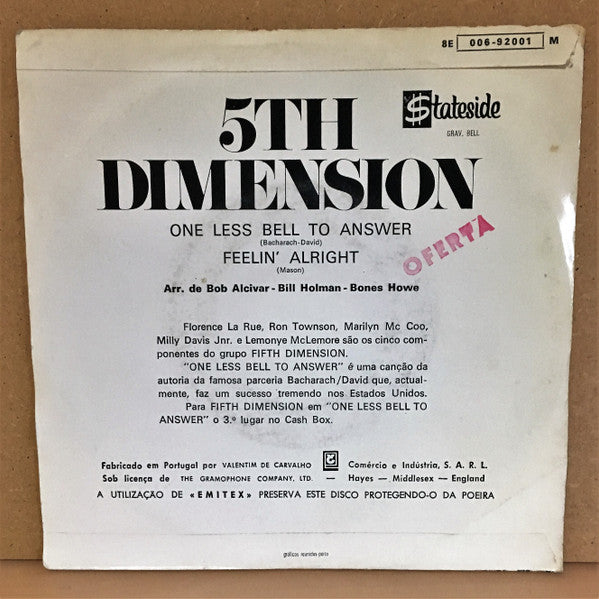 8E 006-92001 M
Stateside
GRAV. BELL
5TH
DIMENSION
ONE LESS BELL TO ANSWER
(Bacharach-David)
FEELIN' ALRIGHT
(Mason)
OFERTA
Arr. de Bob Alcivar - Bill Holman - Bones Howe
Florence La Rue, Ron Townson, Marilyn Mc Coo,
Milly Davis Jnr. e Lemonye McLemore são os cinco com-
ponentes do grupo FIFTH DIMENSION.
"ONE LESS BELL TO ANSWER" é uma canção da
autoria da famosa parceria Bacharach/David que, actual-
mente, faz um sucesso tremendo nos Estados Unidos.
Para FIFTH DIMENSION em "ONE LESS BELL TO
ANSWER" o 3.º lugar no Cash Box.
Fabricado em Portugal por VALENTIM DE CARVALHO Comércio e Indústria, S. A. R. L.
Sob licença de THE GRAMOPHONE COMPANY, LTD. — Hayes — Middlesex — England
A UTILIZAÇÃO DE «EMITEX» PRESERVA ESTE DISCO PROTEGENDO-O DA POEIRA
gráficos reunidos-porto